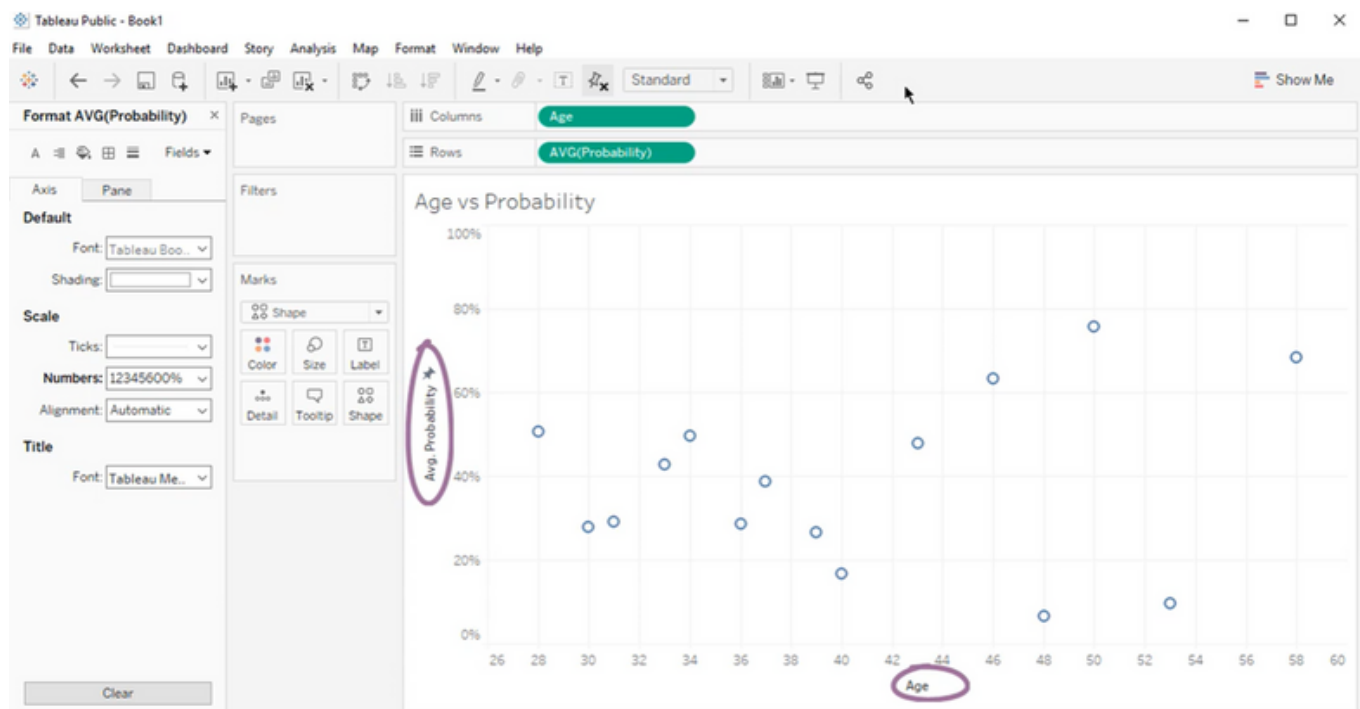 Tableau Public - Book1
File Data Worksheet Dashboard Story Analysis Map Format Window Help
Standard
Show Me
Format AVG(Probability) ×
Fields
Axis Pane
Default
Font: Tableau Boo..
Shading:
Scale
Ticks:
Numbers: 12345600%
Alignment: Automatic
Title
Font: Tableau Me..
Clear
Pages
Filters
Marks
Shape
Color Size Label
Detail Tooltip Shape
Columns Age
Rows AVG(Probability)
Age vs Probability
100%
80%
60%
40%
20%
0%
Avg. Probability
26 28 30 32 34 36 38 40 42 44 46 48 50 52 54 56 58 60
Age